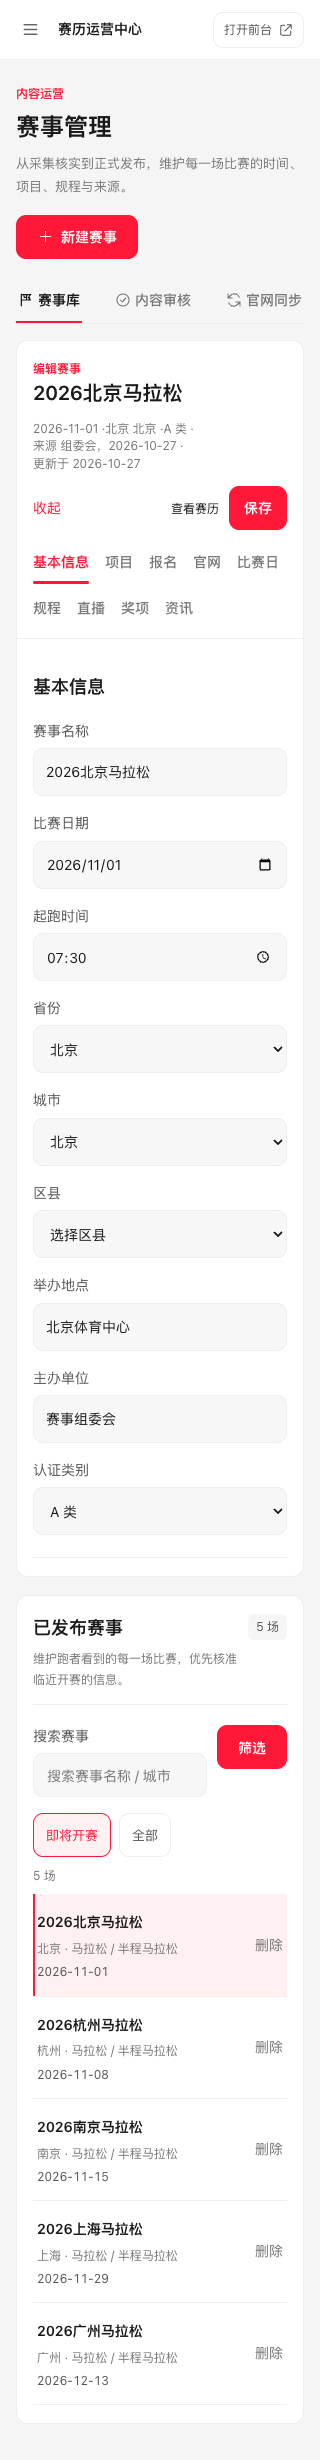 赛历运营中心
打开前台
内容运营
赛事管理
从采集核实到正式发布，维护每一场比赛的时间、
项目、规程与来源。
新建赛事
赛事库
内容审核
官网同步
编辑赛事
2026北京马拉松
2026-11-01 ·北京 北京 ·A 类 ·
来源 组委会，2026-10-27 ·
更新于 2026-10-27
收起
查看赛历
保存
基本信息
项目
报名
官网
比赛日
规程
直播
奖项
资讯
基本信息
赛事名称
2026北京马拉松
比赛日期
2026/11/01
起跑时间
07:30
省份
北京
城市
北京
区县
选择区县
举办地点
北京体育中心
主办单位
赛事组委会
认证类别
A 类
已发布赛事
5 场
维护跑者看到的每一场比赛，优先核准
临近开赛的信息。
搜索赛事
搜索赛事名称 / 城市
筛选
即将开赛
全部
5 场
2026北京马拉松
北京 · 马拉松 / 半程马拉松
2026-11-01
删除
2026杭州马拉松
杭州 · 马拉松 / 半程马拉松
2026-11-08
删除
2026南京马拉松
南京 · 马拉松 / 半程马拉松
2026-11-15
删除
2026上海马拉松
上海 · 马拉松 / 半程马拉松
2026-11-29
删除
2026广州马拉松
广州 · 马拉松 / 半程马拉松
2026-12-13
删除